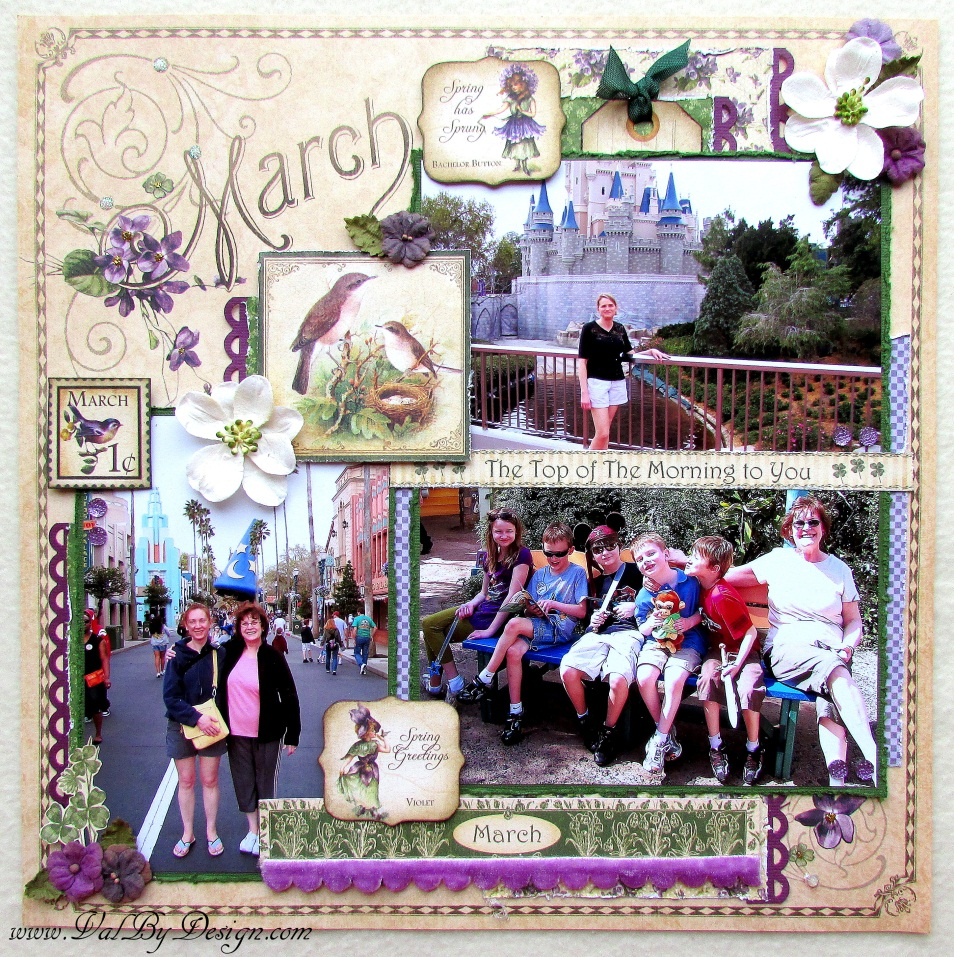 March
Spring
has
Sprung
BACHELOR BUTTON
MARCH
1¢
The Top of The Morning to You
Spring
Greetings
VIOLET
March
www.ValByDesign.com